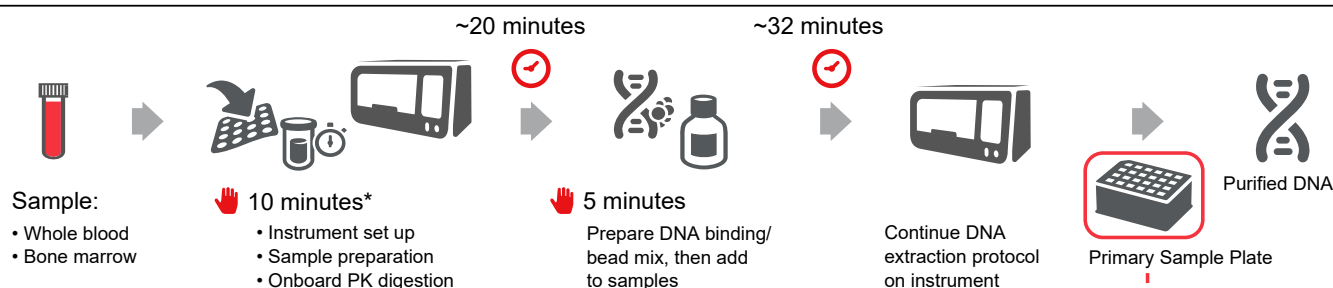 ~20 minutes
~32 minutes
Sample:
• Whole blood
• Bone marrow
10 minutes*
• Instrument set up
• Sample preparation
• Onboard PK digestion
5 minutes
Prepare DNA binding/
bead mix, then add
to samples
Continue DNA
extraction protocol
on instrument
Primary Sample Plate
Purified DNA